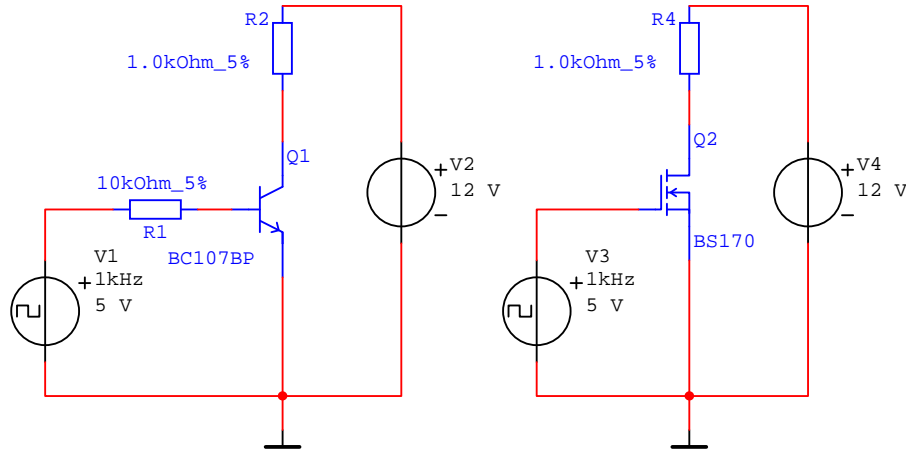 R2
1.0kOhm_5%
Q1
10kOhm_5%
R1
BC107BP
V1
1kHz
5 V
V2
12 V
R4
1.0kOhm_5%
Q2
BS170
V3
1kHz
5 V
V4
12 V